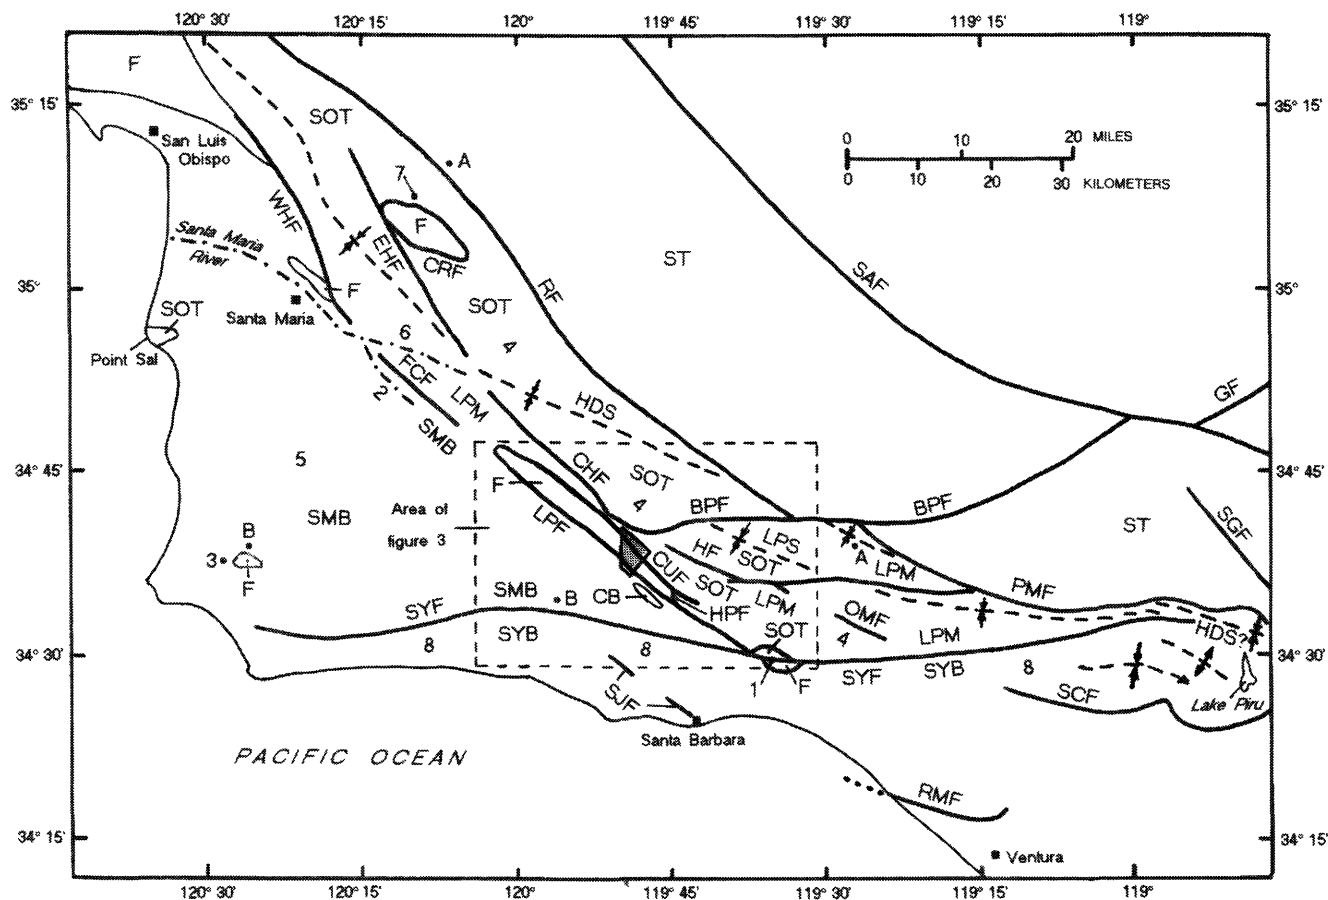 120° 30' 120° 15' 120° 119° 45' 119° 30' 119° 15' 119°
F
35° 15' 35° 15'
SOT
San Luis
Obispo
0 10 20 MILES
0 10 20 30 KILOMETERS
A
7
F
WHF
EHF
CRF
Santa Maria
River
ST
SAF
RF
35° 35°
F
SOT
SOT
Santa Maria
6
4
Point Sal
FCF
LPM
2
SMB
HDS
GF
34° 45' 34° 45'
5
CHF
SOT
4
F
BPF
BPF
ST
SGF
SMB
Area of
figure 3
LPF
LPS
HF
SOT
A
LPM
B
3
F
CUF
SOT
LPM
PMF
SMB
B
CB
HPF
OMF
4
SYF
SOT
LPM
HDS?
8
SYB
8
34° 30' 34° 30'
1
F
SYF
SYB
8
SCF
Lake Piru
SJF
Santa Barbara
PACIFIC OCEAN
RMF
34° 15' 34° 15'
Ventura
120° 30' 120° 15' 120° 119° 45' 119° 30' 119° 15' 119°